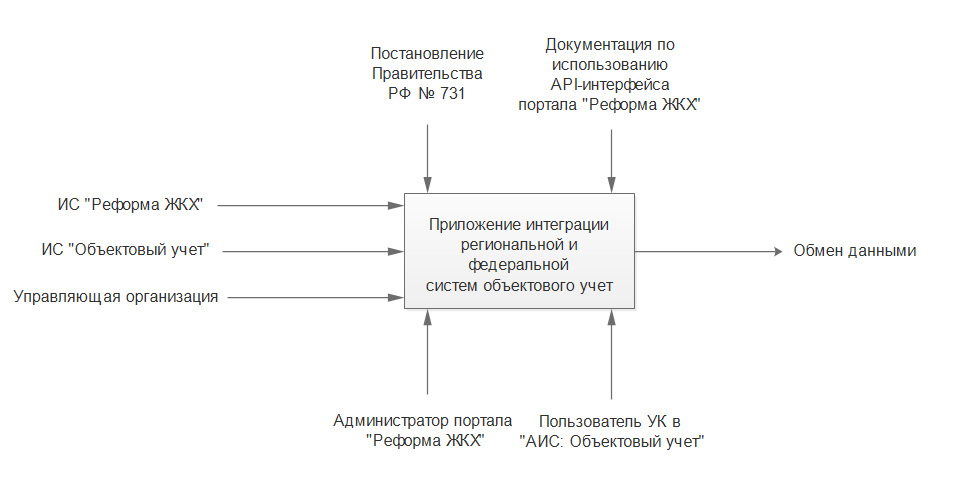 Постановление
Правительства
РФ № 731
Документация по
использованию
API-интерфейса
портала "Реформа ЖКХ"
ИС "Реформа ЖКХ"
ИС "Объектовый учет"
Управляющая организация
Приложение интеграции
региональной и
федеральной
систем объектового учет
Обмен данными
Администратор портала
"Реформа ЖКХ"
Пользователь УК в
"АИС: Объектовый учет"